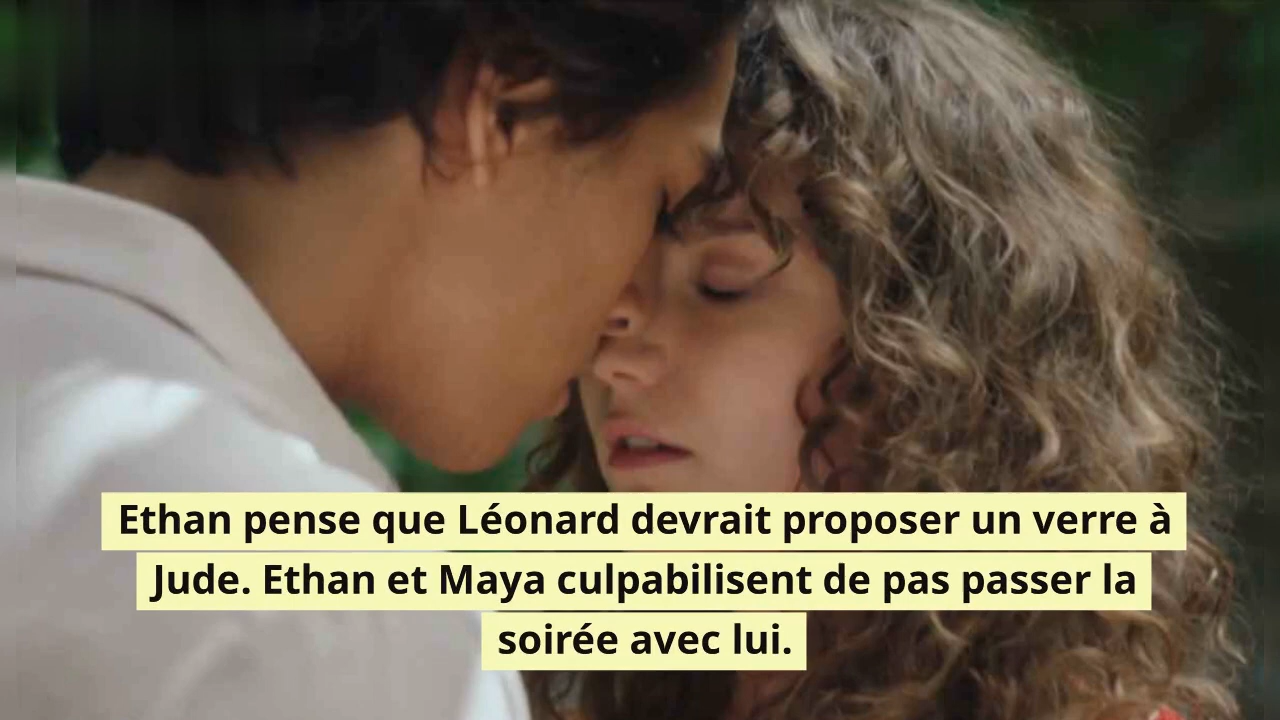 Ethan pense que Léonard devrait proposer un verre à
Jude. Ethan et Maya culpabilisent de pas passer la
soirée avec lui.